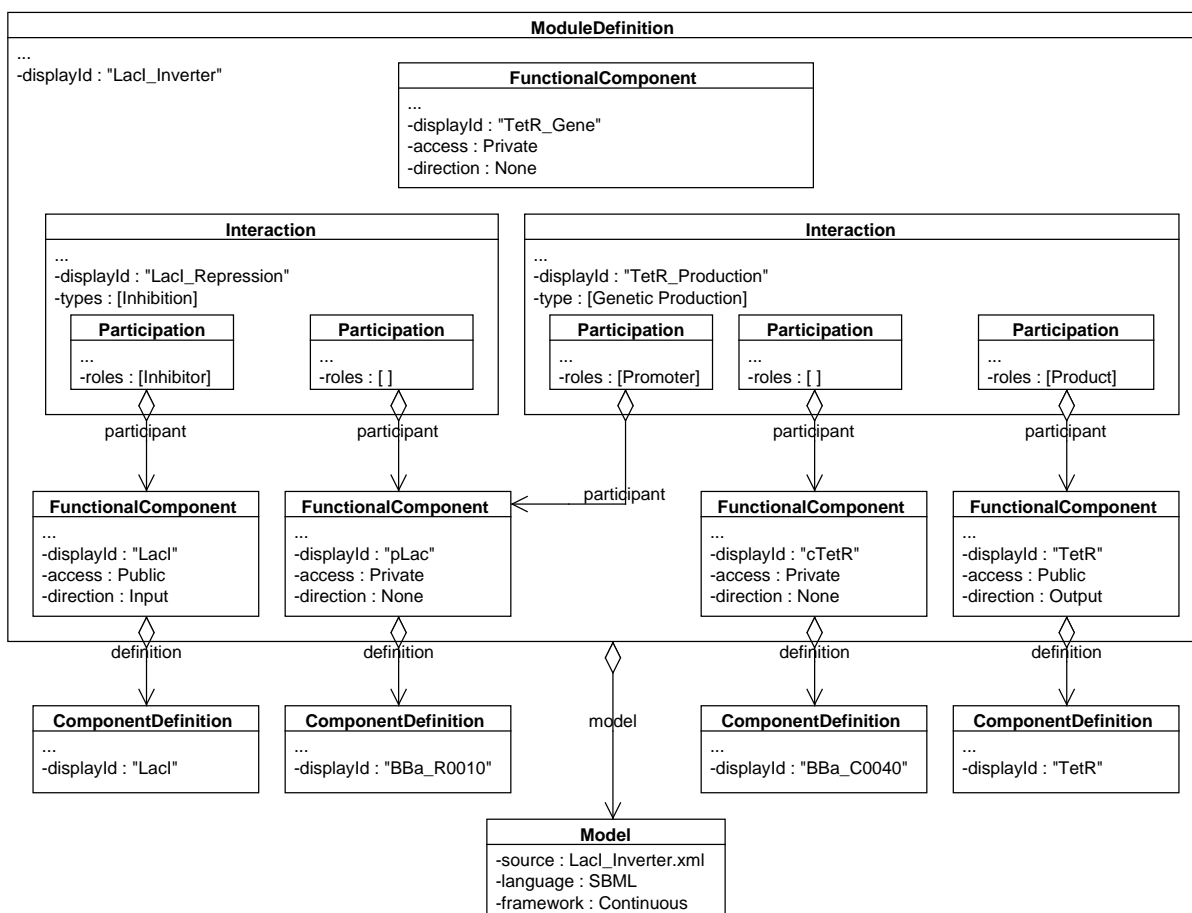 ModuleDefinition
...
-displayId : "LacI_Inverter"
FunctionalComponent
...
-displayId : "TetR_Gene"
-access : Private
-direction : None
Interaction
...
-displayId : "LacI_Repression"
-types : [Inhibition]
Participation
...
-roles : [Inhibitor]
Participation
...
-roles : [ ]
Interaction
...
-displayId : "TetR_Production"
-type : [Genetic Production]
Participation
...
-roles : [Promoter]
Participation
...
-roles : [ ]
Participation
...
-roles : [Product]
participant
participant
participant
participant
participant
FunctionalComponent
...
-displayId : "LacI"
-access : Public
-direction : Input
FunctionalComponent
...
-displayId : "pLac"
-access : Private
-direction : None
FunctionalComponent
...
-displayId : "cTetR"
-access : Private
-direction : None
FunctionalComponent
...
-displayId : "TetR"
-access : Public
-direction : Output
definition
definition
definition
definition
model
ComponentDefinition
...
-displayId : "LacI"
ComponentDefinition
...
-displayId : "BBa_R0010"
ComponentDefinition
...
-displayId : "BBa_C0040"
ComponentDefinition
...
-displayId : "TetR"
Model
-source : LacI_Inverter.xml
-language : SBML
-framework : Continuous